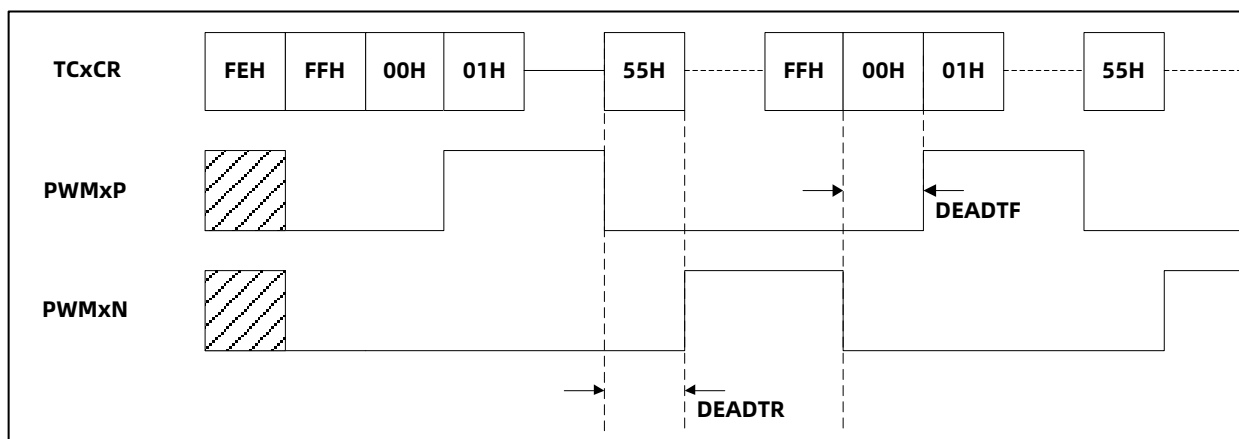 TCxCR FEH FFH 00H 01H 55H FFH 00H 01H 55H
PWMxP
DEADTF
PWMxN
DEADTR